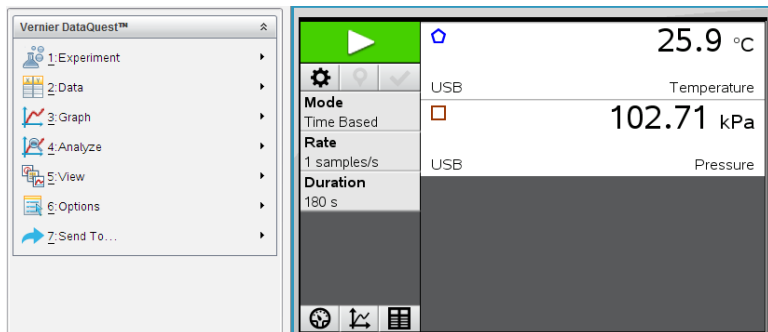 Vernier DataQuest™
1:Experiment
2:Data
3:Graph
4:Analyze
5:View
6:Options
7:Send To...
Mode
Time Based
Rate
1 samples/s
Duration
180 s
25.9 °C
USB Temperature
102.71 kPa
USB Pressure